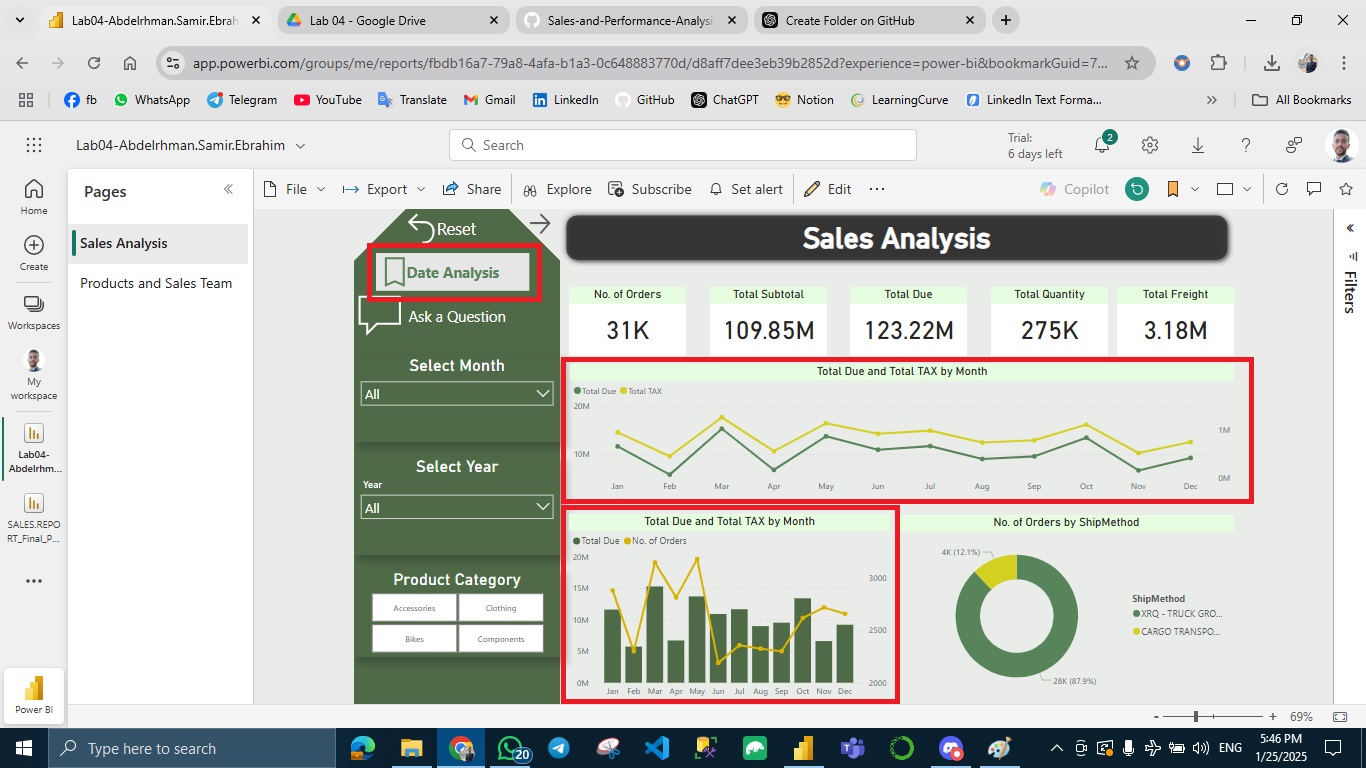 Lab04-Abdelrhman.Samir.Ebrah
Lab 04 - Google Drive
Sales-and-Performance-Analysis
Create Folder on GitHub
app.powerbi.com/groups/me/reports/fbdb16a7-79a8-4afa-b1a3-0c648883770d/d8aff7dee3eb39b2852d?experience=power-bi&bookmarkGuid=7...
fb
WhatsApp
Telegram
YouTube
Translate
Gmail
LinkedIn
GitHub
ChatGPT
Notion
LearningCurve
LinkedIn Text Forma...
All Bookmarks
Lab04-Abdelrhman.Samir.Ebrahim
Search
Trial:
6 days left
2
Home
Create
Workspaces
My
workspace
Lab04-
Abdelrhm...
SALES.REPO
RT_Final_P...
Power BI
Pages
Sales Analysis
Products and Sales Team
File
Export
Share
Explore
Subscribe
Set alert
Edit
Copilot
Reset
Date Analysis
Ask a Question
Select Month
All
Select Year
Year
All
Product Category
Accessories
Clothing
Bikes
Components
Sales Analysis
No. of Orders
31K
Total Subtotal
109.85M
Total Due
123.22M
Total Quantity
275K
Total Freight
3.18M
Total Due and Total TAX by Month
Total Due Total TAX
20M
10M
1M
0M
Jan Feb Mar Apr May Jun Jul Aug Sep Oct Nov Dec
Total Due and Total TAX by Month
Total Due No. of Orders
20M
15M
10M
5M
0M
3000
2500
2000
Jan Feb Mar Apr May Jun Jul Aug Sep Oct Nov Dec
No. of Orders by ShipMethod
4K (12.1%)
28K (87.9%)
ShipMethod
XRQ - TRUCK GRO...
CARGO TRANSPO...
Filters
69%
Type here to search
20
ENG
5:46 PM
1/25/2025